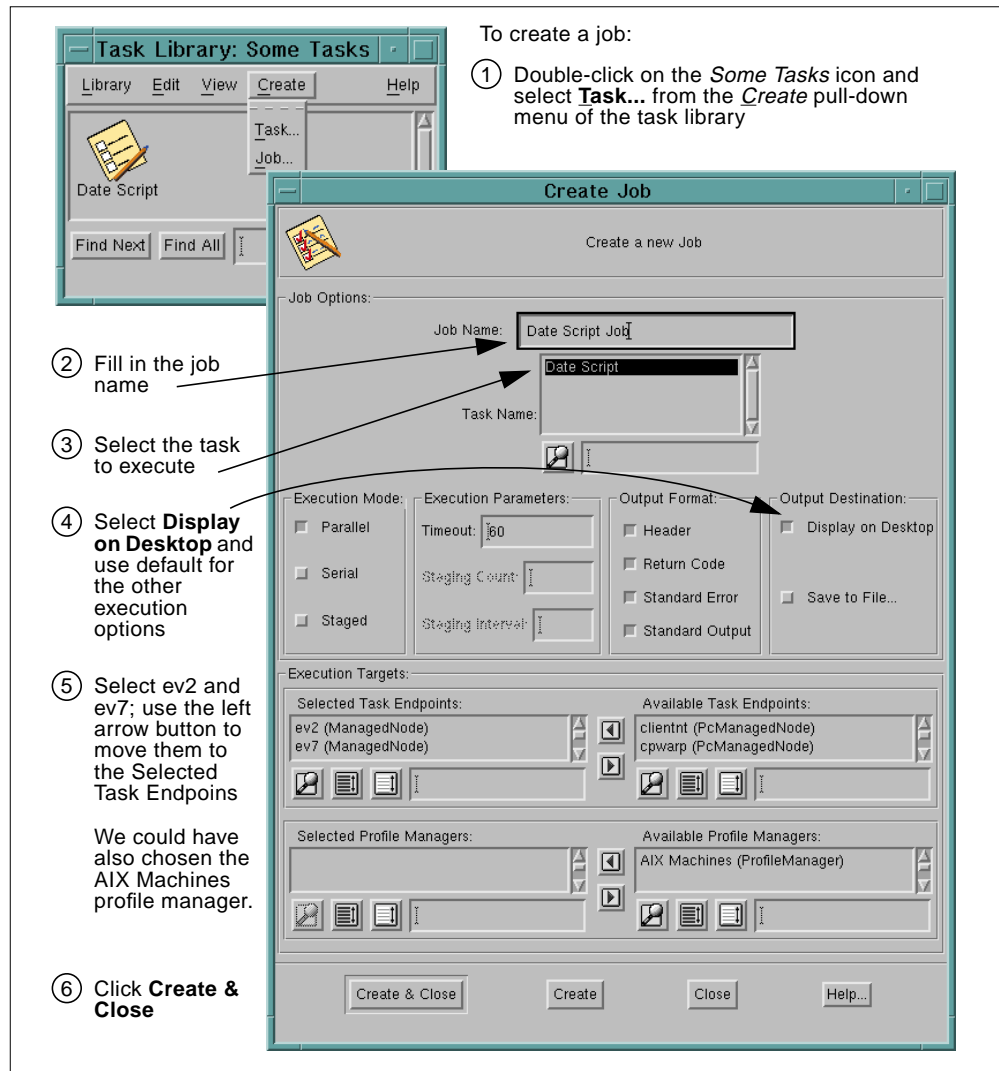 Task Library: Some Tasks
Library Edit View Create Help
Task...
Job...
Date Script
Find Next Find All
To create a job:
1 Double-click on the Some Tasks icon and
select Task... from the Create pull-down
menu of the task library
Create Job
Create a new Job
Job Options:
Job Name: Date Script Job
Date Script
Task Name:
2 Fill in the job
name
3 Select the task
to execute
4 Select Display
on Desktop and
use default for
the other
execution
options
Execution Mode:
Parallel
Serial
Staged
Execution Parameters:
Timeout: 60
Staging Count:
Staging Interval:
Output Format:
Header
Return Code
Standard Error
Standard Output
Output Destination:
Display on Desktop
Save to File...
5 Select ev2 and
ev7; use the left
arrow button to
move them to
the Selected
Task Endpoins
We could have
also chosen the
AIX Machines
profile manager.
Execution Targets:
Selected Task Endpoints:
ev2 (ManagedNode)
ev7 (ManagedNode)
Available Task Endpoints:
clientnt (PcManagedNode)
cpwarp (PcManagedNode)
Selected Profile Managers:
Available Profile Managers:
AIX Machines (ProfileManager)
6 Click Create &
Close
Create & Close Create Close Help...